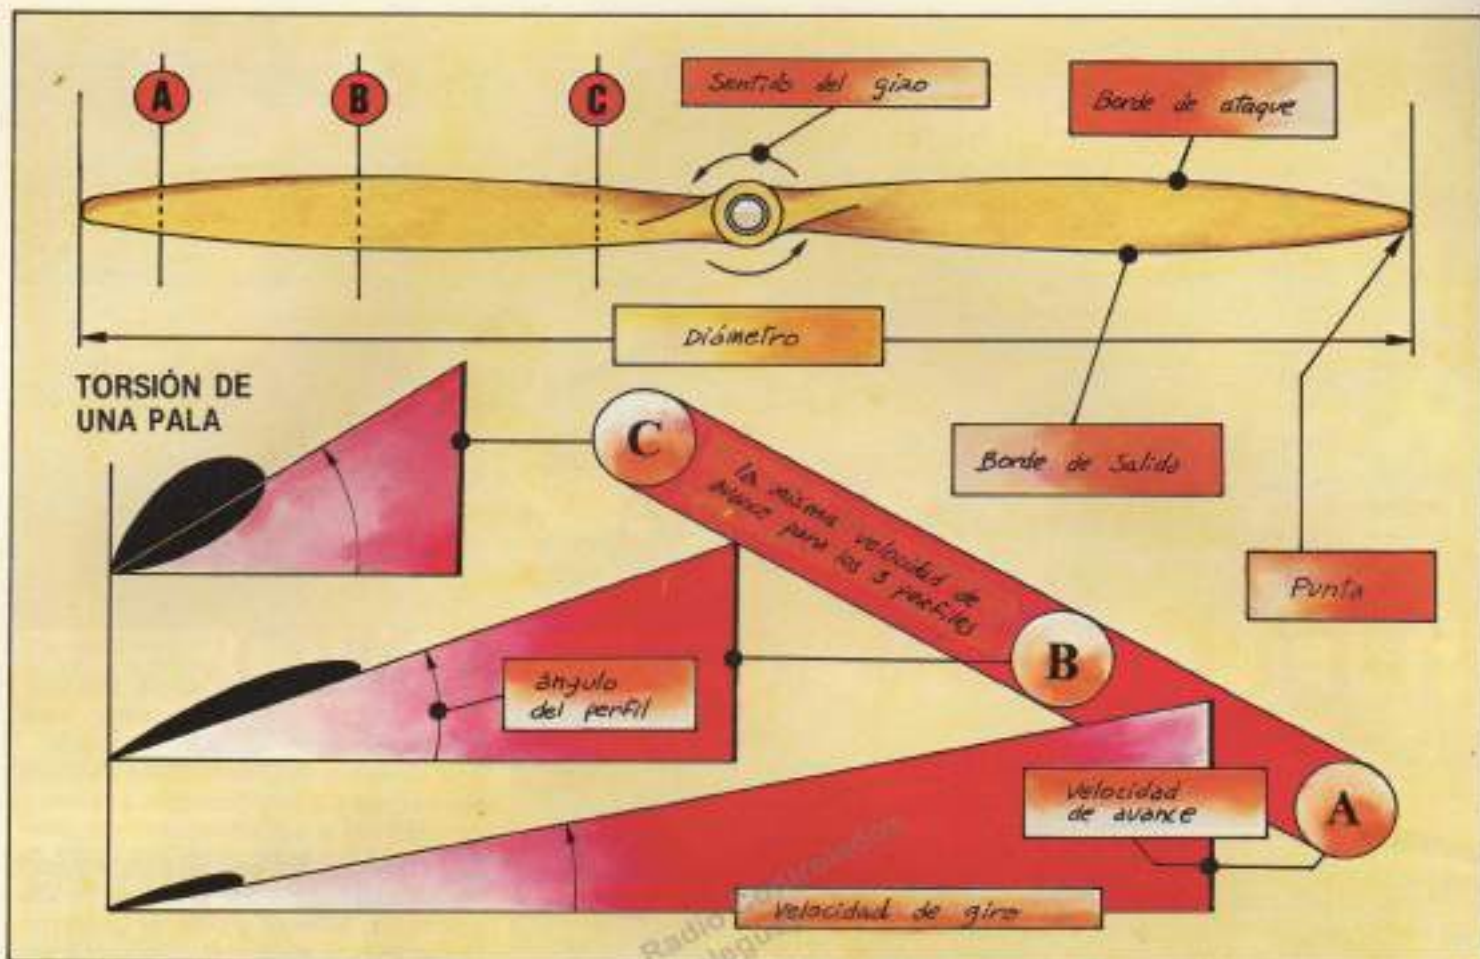 A
B
C
Sentido del giro
Borde de ataque
Diámetro
TORSIÓN DE
UNA PALA
C
Borde de Salida
la misma velocidad de
avance para los 3 perfiles
Punta
B
ángulo
del perfil
Velocidad
de avance
A
Velocidad de giro
Radio